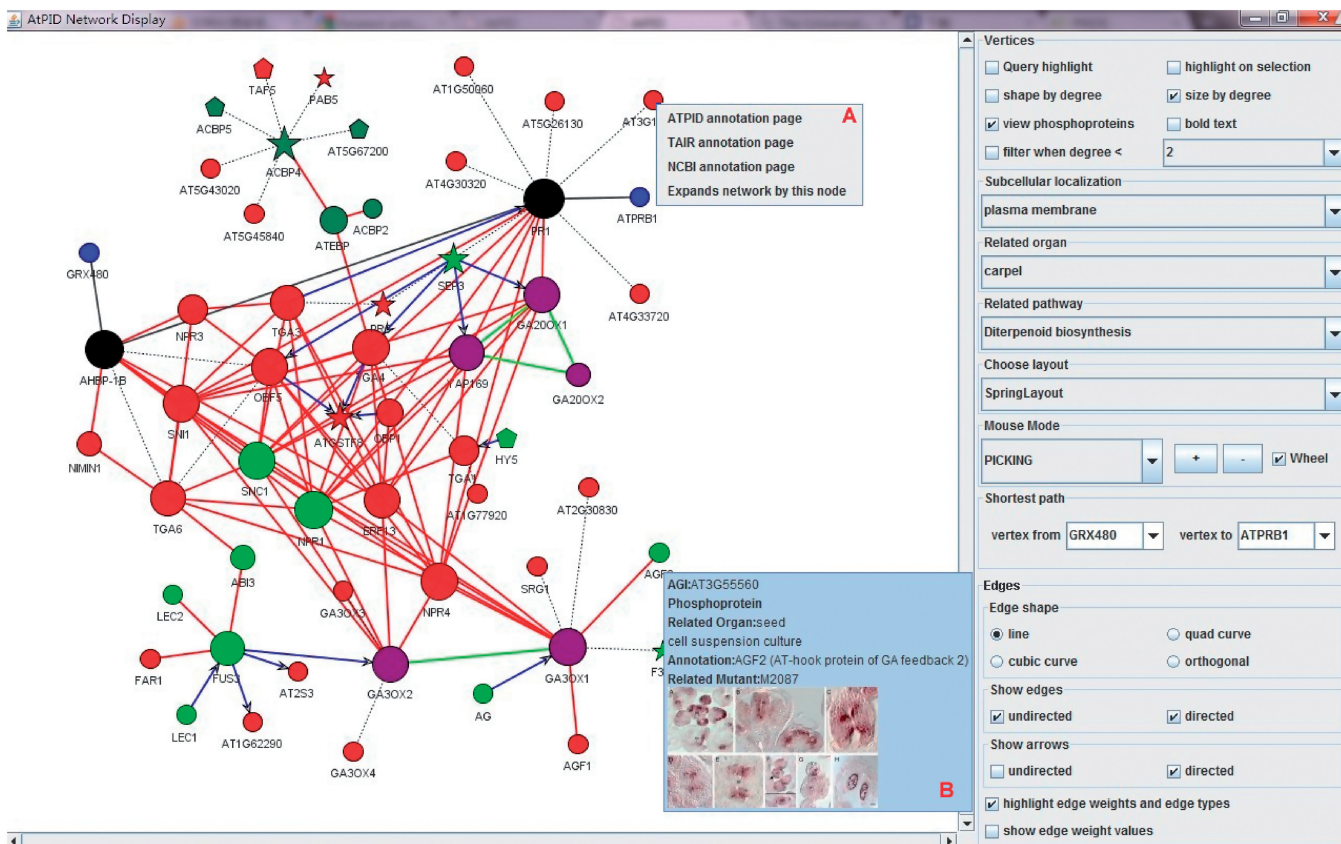 AtPID Network Display
TAF5
PAB5
ACBP5
AT5G67200
ACBP4
AT5G43020
AT5G45840
ACBP2
ATEBP
GRX480
AT1G50060
AT5G26130
AT3G1
AT4G30320
PR1
ATPRB1
AT4G33720
A
ATPID annotation page
TAIR annotation page
NCBI annotation page
Expands network by this node
SEP3
NPR3
TGA3
GA20OX1
AHBP-1B
OBF5
TGA4
YAP169
GA20OX2
SNI1
ATGSTF8
OBP1
NIMIN1
SNC1
TGA1
HY5
TGA6
NPR1
ERF13
AT1G77920
AT2G30830
ABI3
LEC2
GA3OX3
NPR4
SRG1
FAR1
FUS3
AT2S3
GA3OX2
GA3OX1
F3
LEC1
AT1G62290
AG
GA3OX4
AGF1
AGI:AT3G55560
Phosphoprotein
Related Organ:seed
cell suspension culture
Annotation:AGF2 (AT-hook protein of GA feedback 2)
Related Mutant:M2087
B
Vertices
Query highlight highlight on selection
shape by degree size by degree
view phosphoproteins bold text
filter when degree < 2
Subcellular localization
plasma membrane
Related organ
carpel
Related pathway
Diterpenoid biosynthesis
Choose layout
SpringLayout
Mouse Mode
PICKING + - Wheel
Shortest path
vertex from GRX480 vertex to ATPRB1
Edges
Edge shape
line quad curve
cubic curve orthogonal
Show edges
undirected directed
Show arrows
undirected directed
highlight edge weights and edge types
show edge weight values